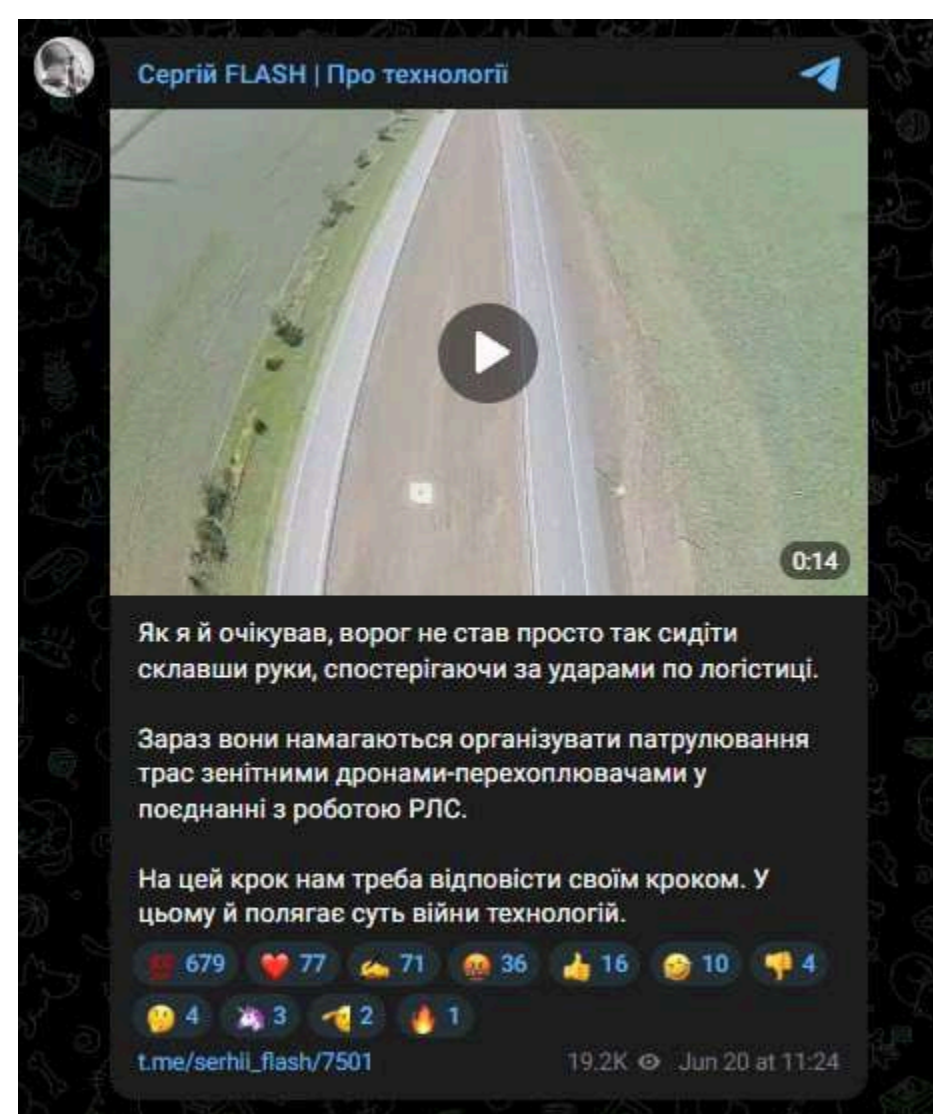 Сергій FLASH | Про технології
0:14
Як я й очікував, ворог не став просто так сидіти
склавши руки, спостерігаючи за ударами по логістиці.
Зараз вони намагаються організувати патрулювання
трас зенітними дронами-перехоплювачами у
поєднанні з роботою РЛС.
На цей крок нам треба відповісти своїм кроком. У
цьому й полягає суть війни технологій.
679 77 71 36 16 10 4
4 3 2 1
t.me/serhii_flash/7501 19.2K Jun 20 at 11:24